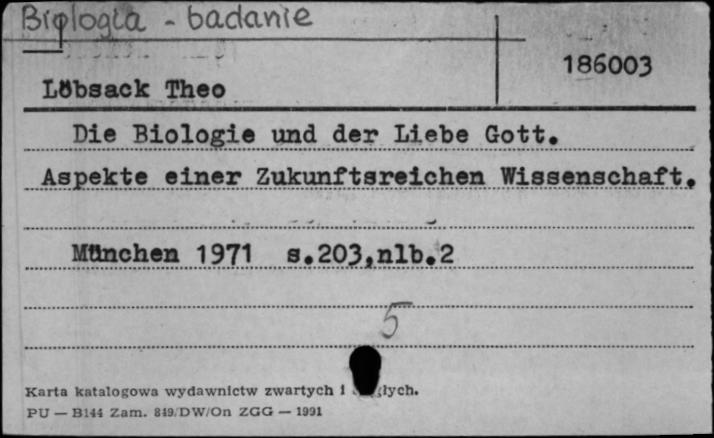 Biologia - badanie
186003
Löbsack Theo
Die Biologie und der Liebe Gott.
Aspekte einer Zukunftsreichen Wissenschaft.
München 1971 s.203,nlb.2
5
Karta katalogowa wydawnictw zwartych i
PU — B144 Zam. 849/DW/On ZGG — 1991